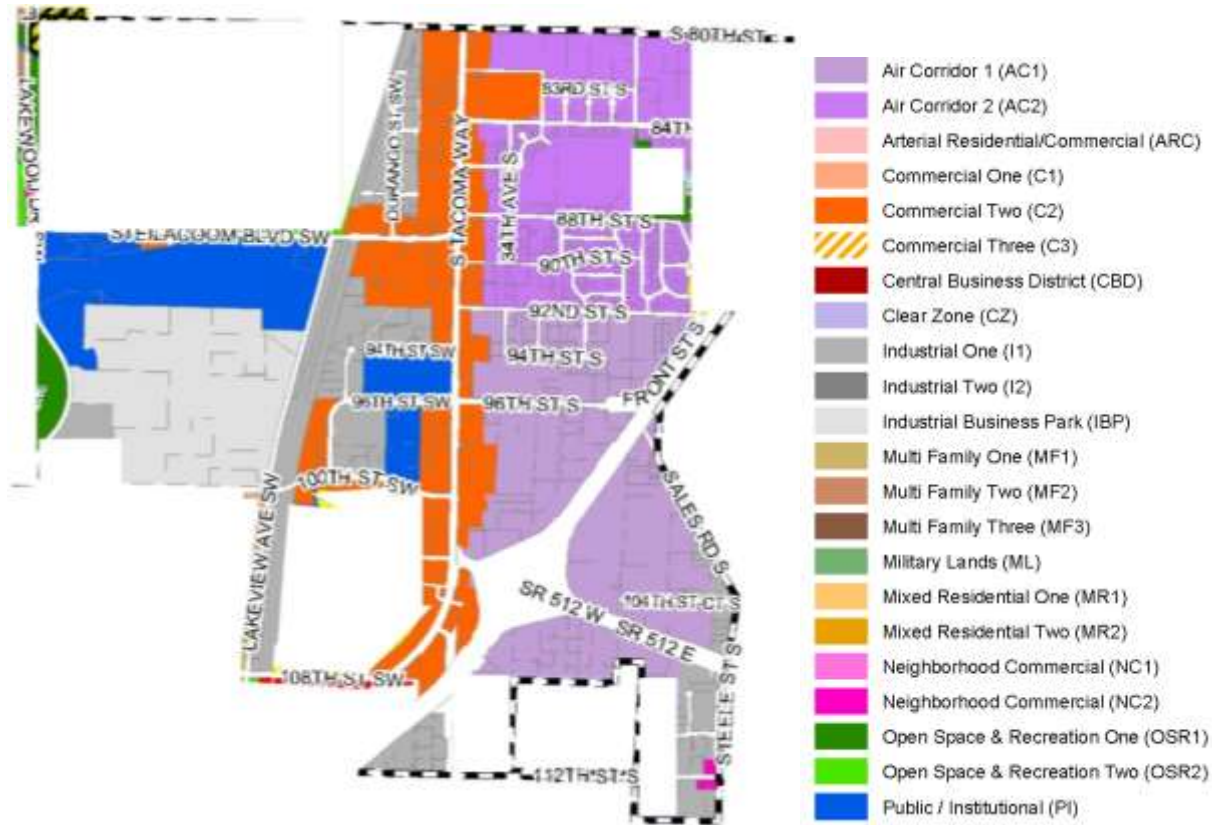 S 80TH ST
LAKEWOOD DR
DURANGO ST SW
S TACOMA WAY
83RD ST S
84TH
34TH AVE S
STEILACOOM BLVD SW
88TH ST S
90TH ST S
92ND ST S
94TH ST SW
94TH ST S
FRONT ST S
96TH ST SW
96TH ST S
100TH ST SW
SALES RD S
LAKEVIEW AVE SW
SR 512 W
SR 512 E
104TH ST CT S
108TH ST SW
STEELE ST S
112TH ST S
Air Corridor 1 (AC1)
Air Corridor 2 (AC2)
Arterial Residential/Commercial (ARC)
Commercial One (C1)
Commercial Two (C2)
Commercial Three (C3)
Central Business District (CBD)
Clear Zone (CZ)
Industrial One (I1)
Industrial Two (I2)
Industrial Business Park (IBP)
Multi Family One (MF1)
Multi Family Two (MF2)
Multi Family Three (MF3)
Military Lands (ML)
Mixed Residential One (MR1)
Mixed Residential Two (MR2)
Neighborhood Commercial (NC1)
Neighborhood Commercial (NC2)
Open Space & Recreation One (OSR1)
Open Space & Recreation Two (OSR2)
Public / Institutional (PI)